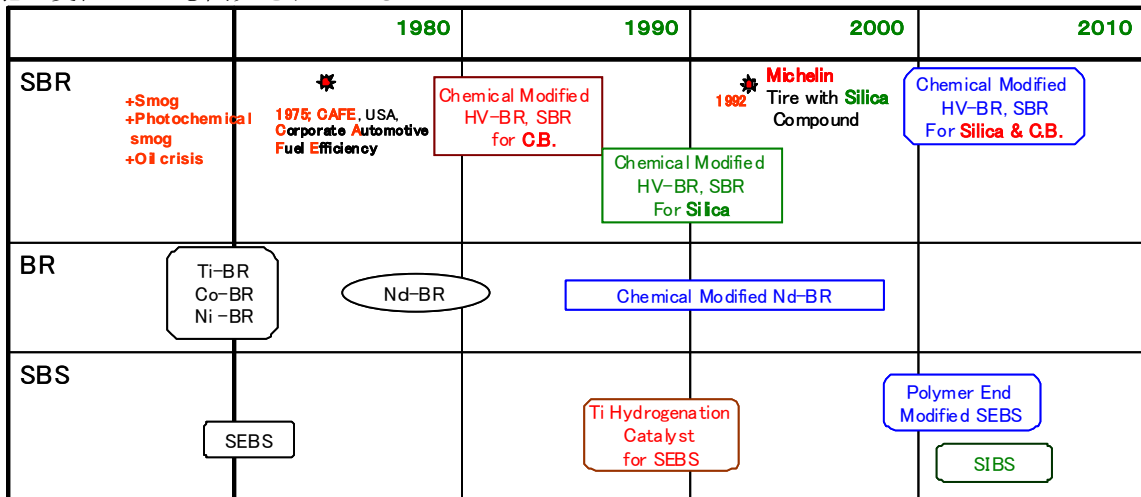 1980 1990 2000 2010
SBR
+Smog
+Photochemical
smog
+Oil crisis
1975; CAFE, USA,
Corporate Automotive
Fuel Efficiency
Chemical Modified
HV-BR, SBR
for C.B.
Chemical Modified
HV-BR, SBR
For Silica
1992
Michelin
Tire with Silica
Compound
Chemical Modified
HV-BR, SBR
For Silica & C.B.
BR
Ti-BR
Co-BR
Ni-BR
Nd-BR
Chemical Modified Nd-BR
SBS
SEBS
Ti Hydrogenation
Catalyst
for SEBS
Polymer End
Modified SEBS
SIBS